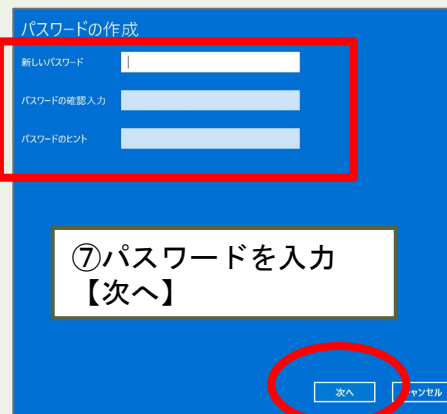 パスワードの作成
新しいパスワード
パスワードの確認入力
パスワードのヒント
⑦パスワードを入力
【次へ】
次へ
キャンセル